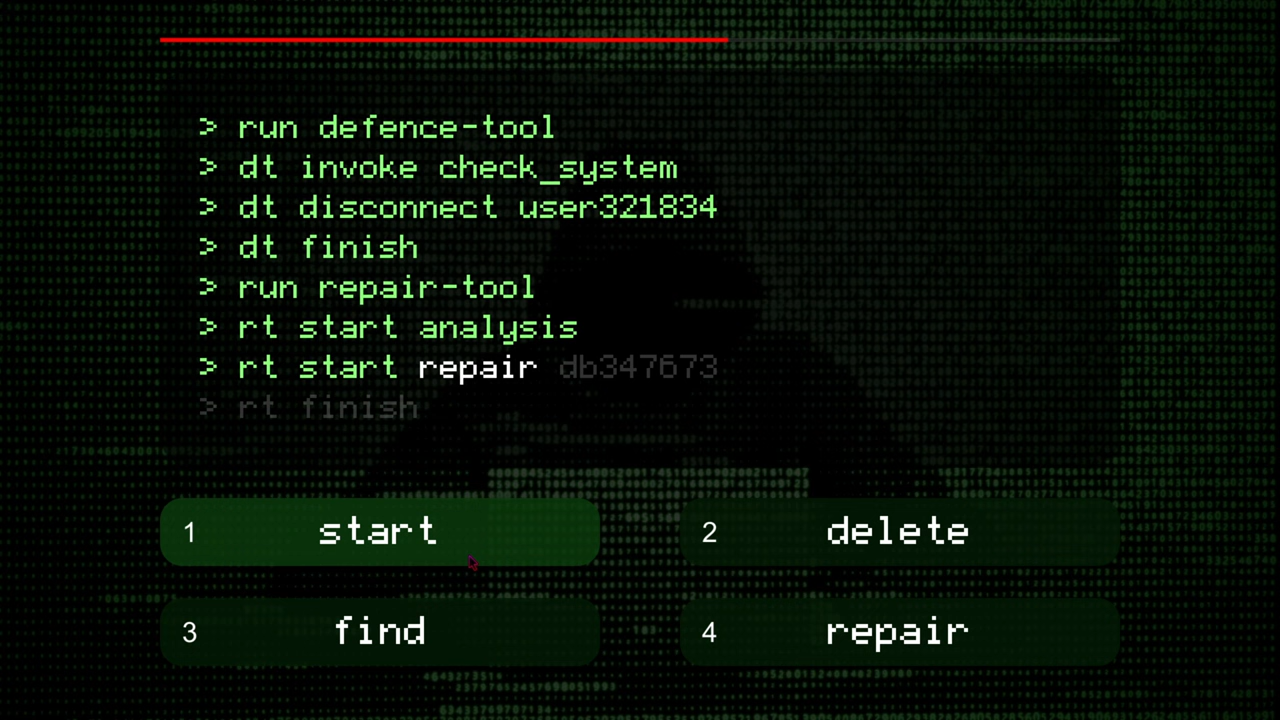 > run defence-tool
> dt invoke check_system
> dt disconnect user321834
> dt finish
> run repair-tool
> rt start analysis
> rt start repair db347673
> rt finish
1 start
2 delete
3 find
4 repair